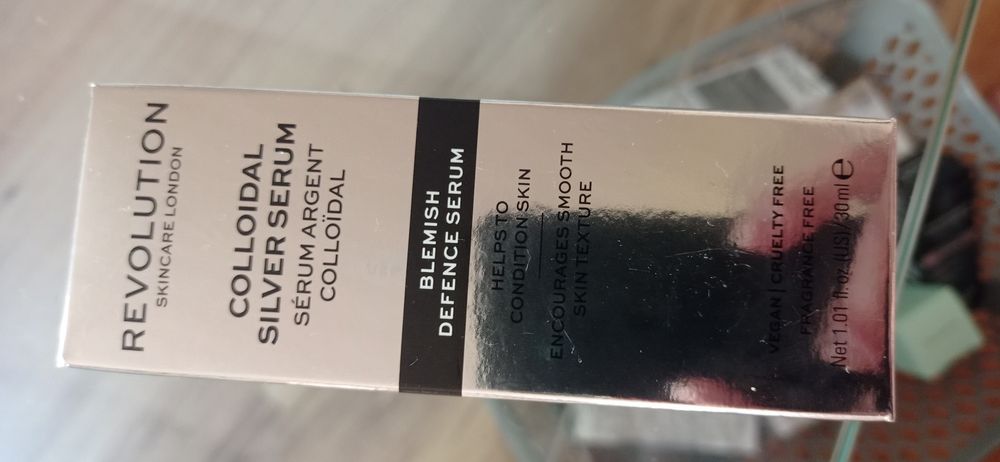 REVOLUTION
SKINCARE LONDON
COLLOIDAL
SILVER SERUM
SÉRUM ARGENT
COLLOÏDAL
BLEMISH
DEFENCE SERUM
HELPS TO
CONDITION SKIN
ENCOURAGES SMOOTH
SKIN TEXTURE
VEGAN | CRUELTY FREE
FRAGRANCE FREE
Net 1.01 fl.oz (US)/30ml e